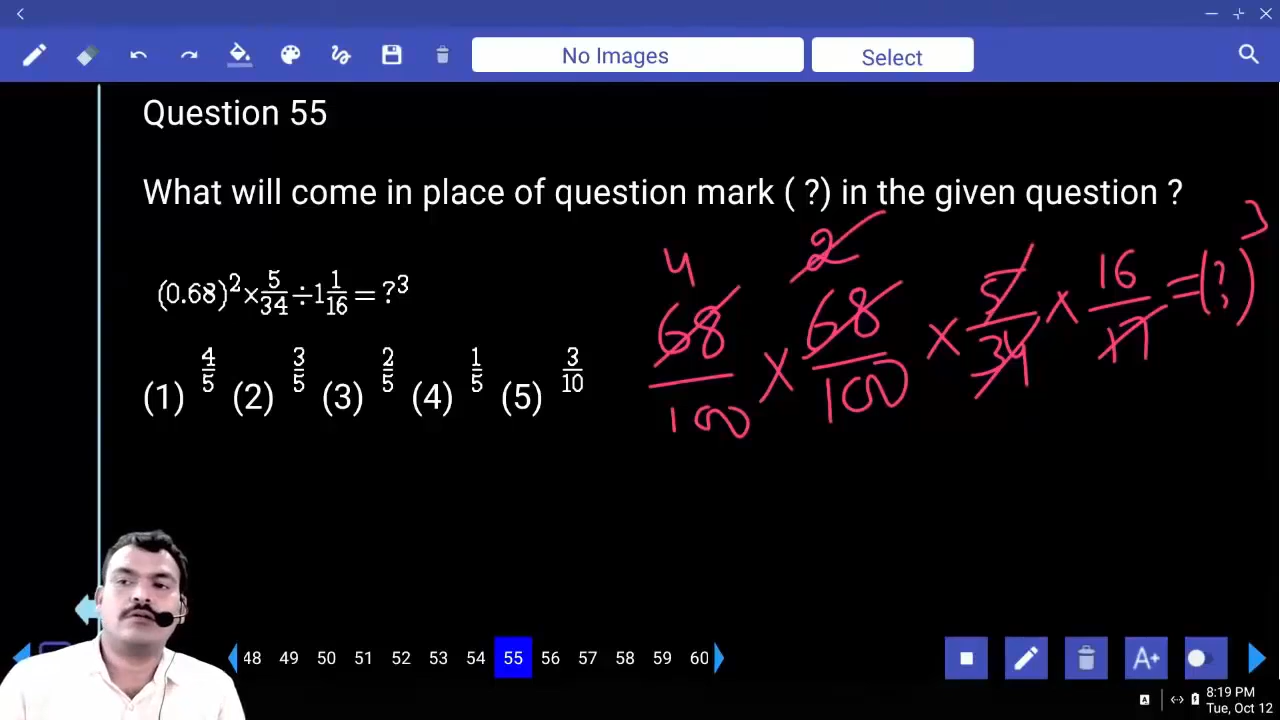 No Images Select
Question 55
What will come in place of question mark ( ?) in the given question ?
(0.68)² × 5/34 ÷ 1 1/16 = ?³
(1) 4/5 (2) 3/5 (3) 2/5 (4) 1/5 (5) 3/10
4 2
68/100 × 68/100 × 5/34 × 16/17 = (?)³
48 49 50 51 52 53 54 55 56 57 58 59 60
A+
8:19 PM
Tue, Oct 12